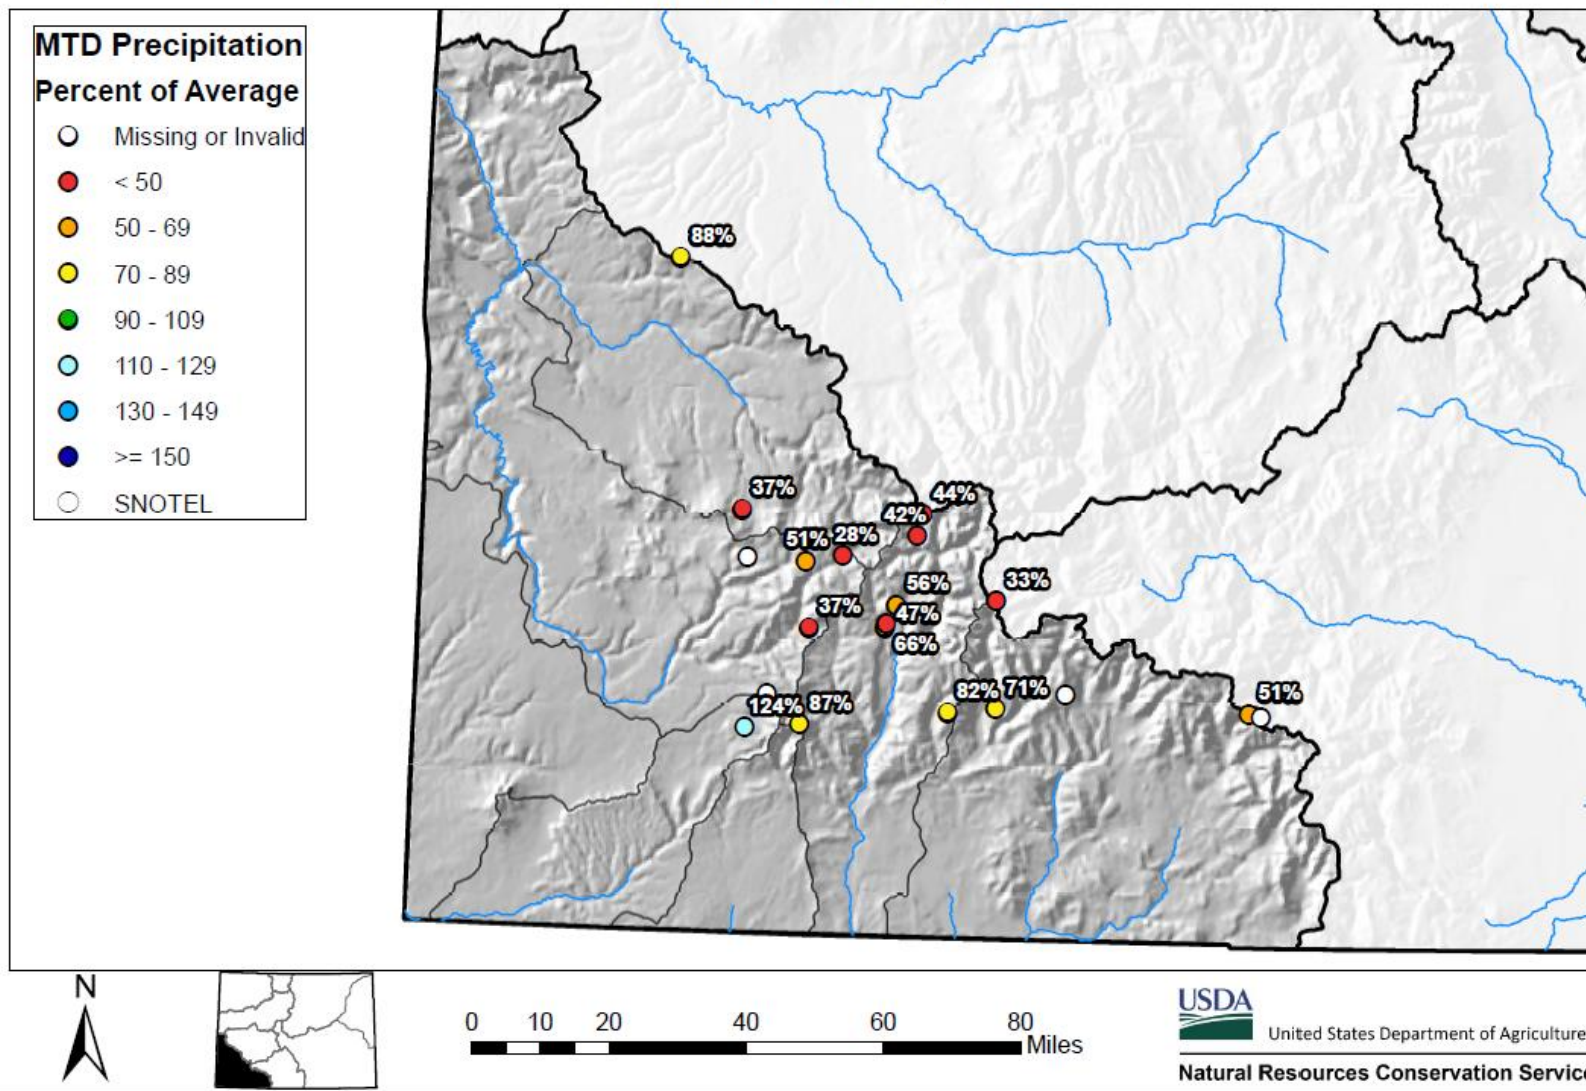 MTD Precipitation
Percent of Average
Missing or Invalid
< 50
50 - 69
70 - 89
90 - 109
110 - 129
130 - 149
>= 150
SNOTEL
88%
37%
44%
42%
51%
28%
56%
33%
37%
47%
66%
124%
87%
82%
71%
51%
N
0 10 20 40 60 80
Miles
USDA
United States Department of Agriculture
Natural Resources Conservation Service